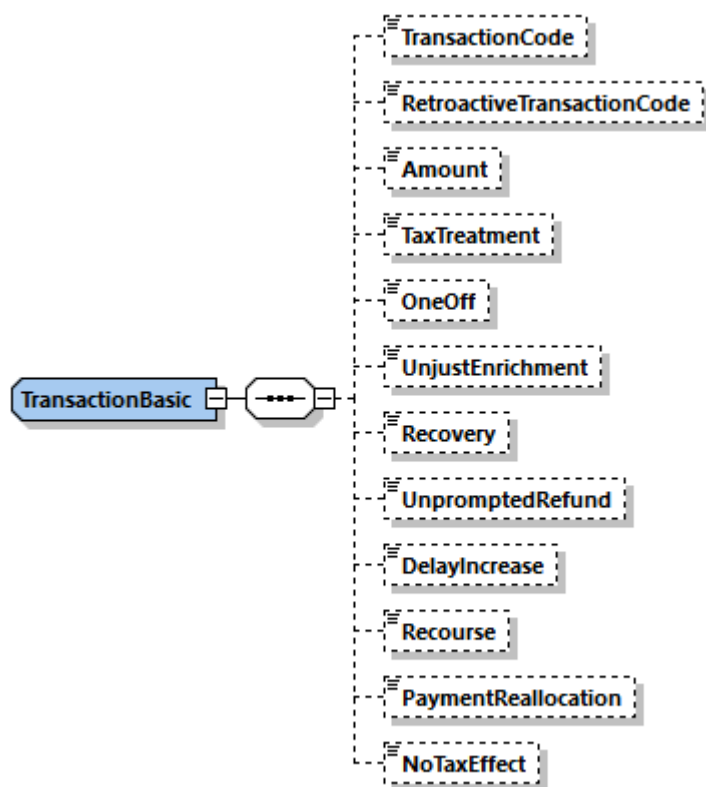 TransactionCode
RetroactiveTransactionCode
Amount
TaxTreatment
OneOff
UnjustEnrichment
TransactionBasic
Recovery
UnpromptedRefund
DelayIncrease
Recourse
PaymentReallocation
NoTaxEffect